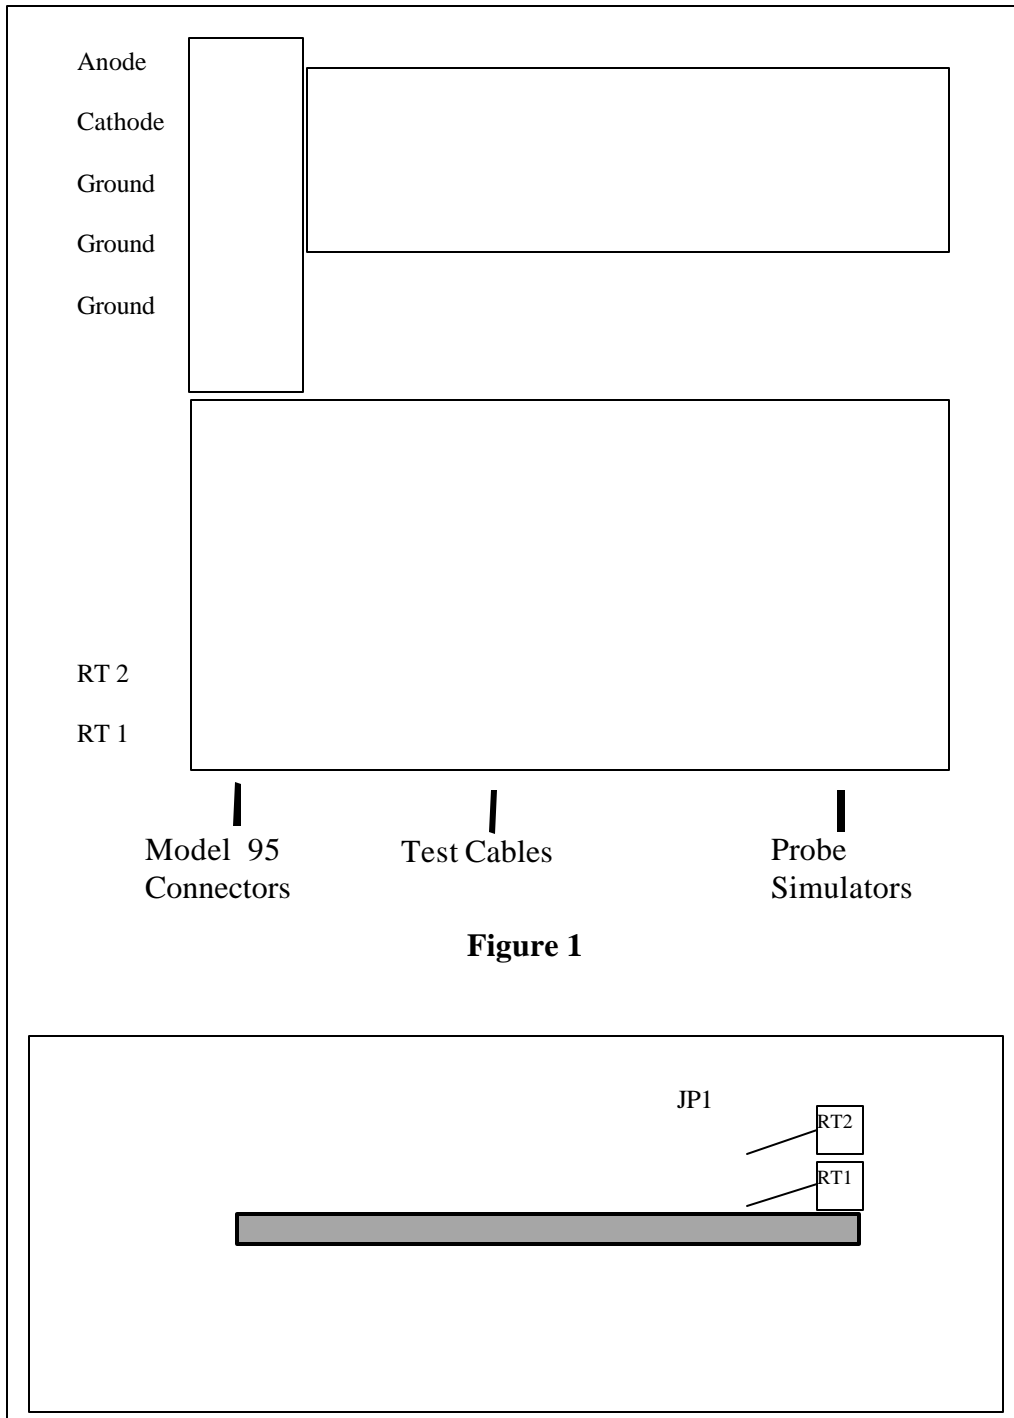 Anode
Cathode
Ground
Ground
Ground
RT 2
RT 1
Model 95
Connectors
Test Cables
Probe
Simulators
Figure 1
JP1
RT2
RT1